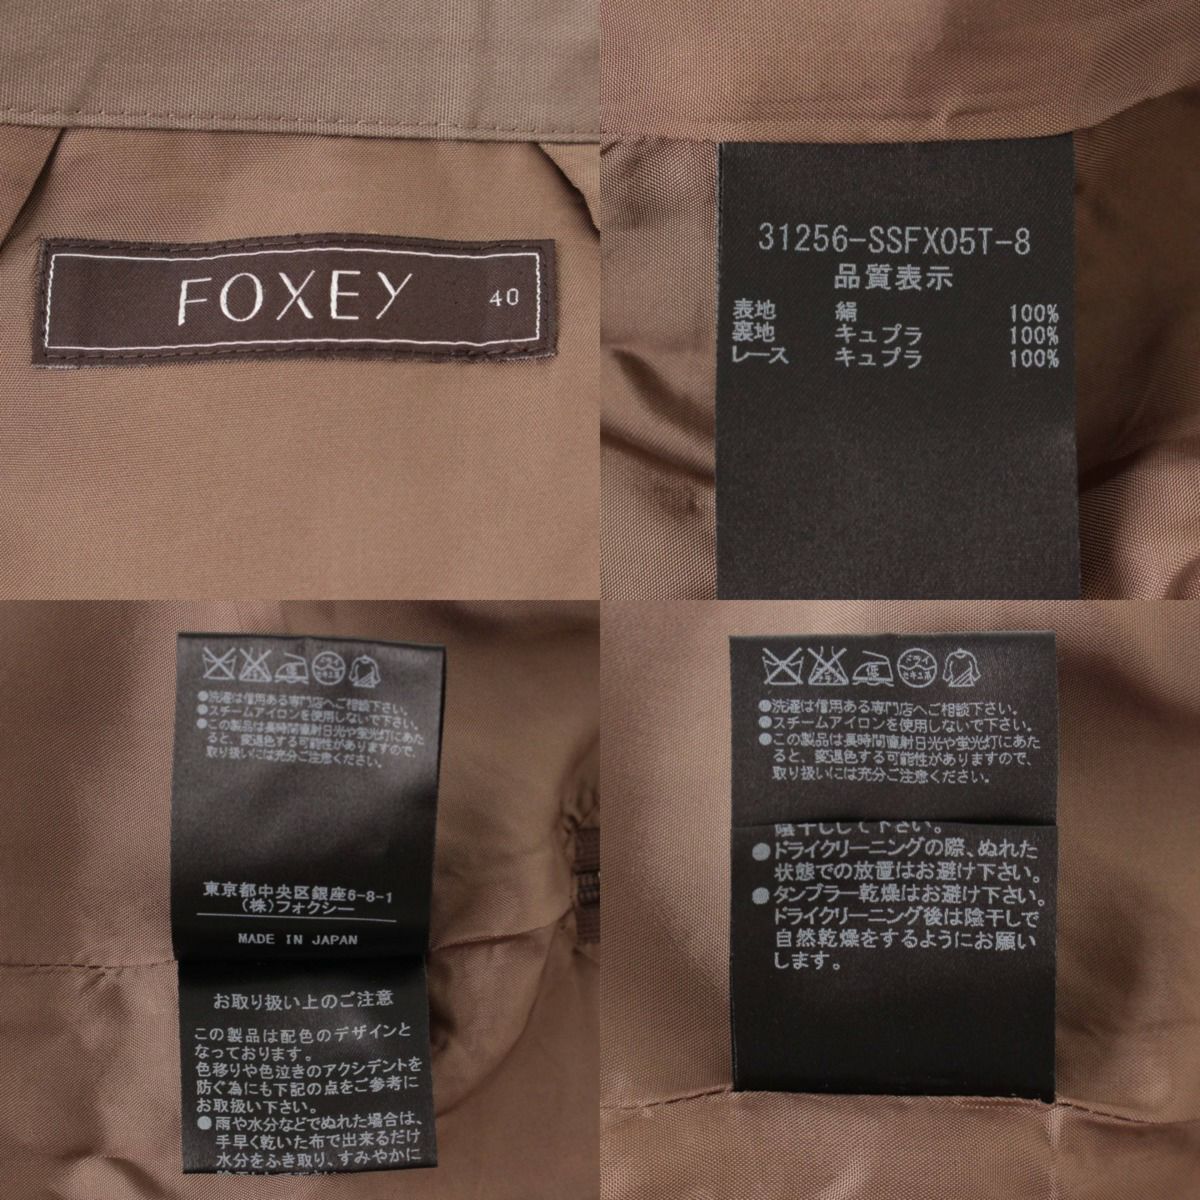 FOXEY 40
31256-SSFX05T-8
品質表示
表地 絹 100%
裏地 キュプラ 100%
レース キュプラ 100%
●洗濯は信用ある専門店へご相談下さい。
●スチームアイロンを使用しないで下さい。
●この製品は長時間直射日光や蛍光灯にあた
ると、変退色する可能性がありますので、
取り扱いには充分ご注意ください。
東京都中央区銀座6-8-1
(株)フォクシー
MADE IN JAPAN
お取り扱い上のご注意
この製品は配色のデザインと
なっております。
色移りや色泣きのアクシデントを
防ぐ為にも下記の点をご参考に
お取扱い下さい。
●雨や水分などでぬれた場合は、
手早く乾いた布で出来るだけ
水分をふき取り、すみやかに
低
ドライ
セキユ系
●洗濯は信用ある専門店へご相談下さい。
●スチームアイロンを使用しないで下さい。
●この製品は長時間直射日光や蛍光灯にあた
ると、変退色する可能性がありますので、
取り扱いには充分ご注意ください。
陰干しして下さい。
●ドライクリーニングの際、ぬれた
状態での放置はお避け下さい。
●タンブラー乾燥はお避け下さい。
ドライクリーニング後は陰干しで
自然乾燥をするようにお願い
します。